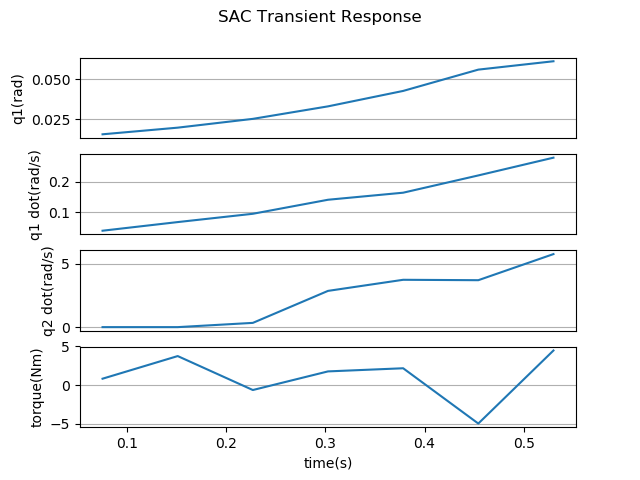 SAC Transient Response
q1(rad)
0.050
0.025
q1 dot(rad/s)
0.2
0.1
q2 dot(rad/s)
5
0
torque(Nm)
5
0
−5
0.1 0.2 0.3 0.4 0.5
time(s)